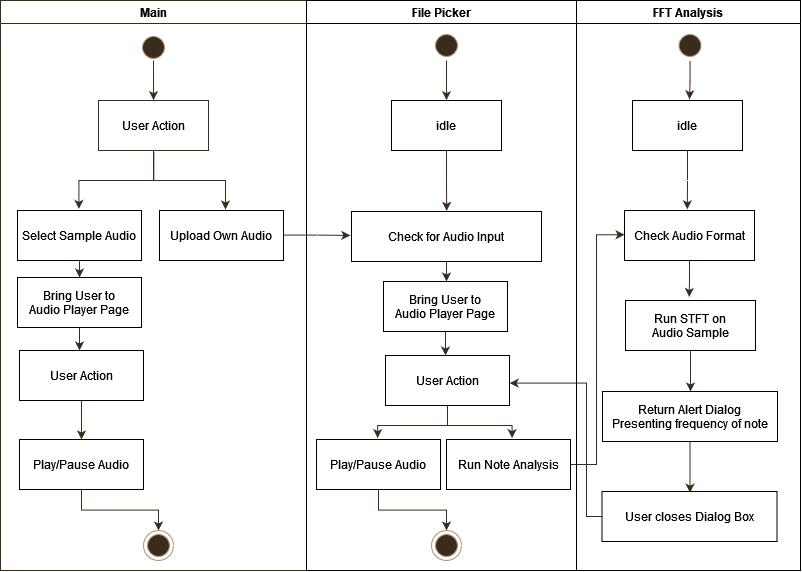 Main
File Picker
FFT Analysis
User Action
idle
idle
Select Sample Audio
Upload Own Audio
Check for Audio Input
Check Audio Format
Bring User to
Audio Player Page
Bring User to
Audio Player Page
Run STFT on
Audio Sample
User Action
User Action
Return Alert Dialog
Presenting frequency of note
Play/Pause Audio
Play/Pause Audio
Run Note Analysis
User closes Dialog Box